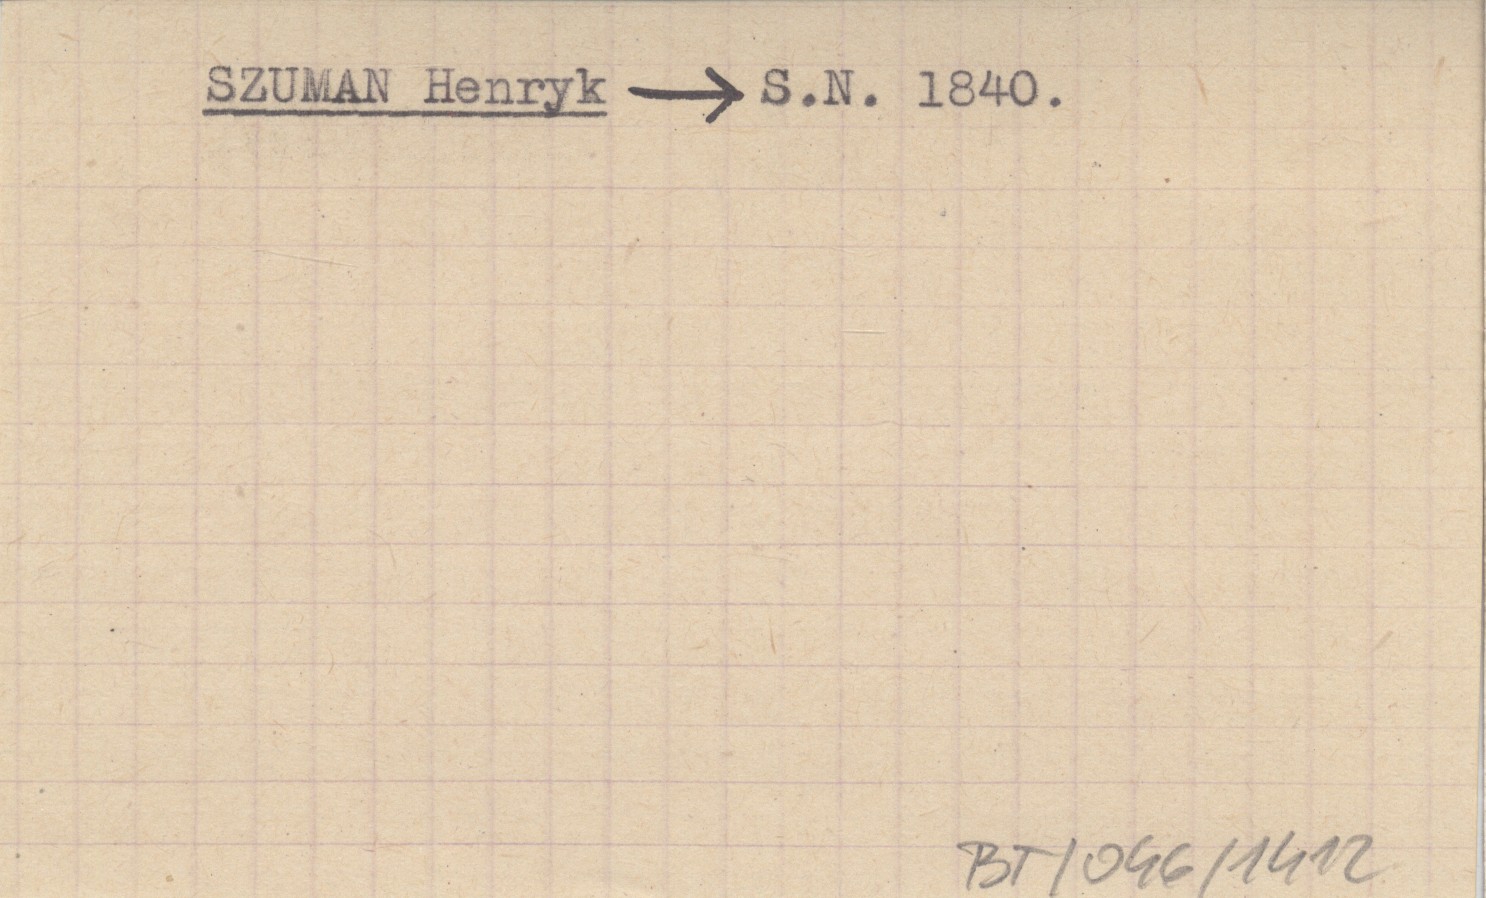 SZUMAN Henryk → S.N. 1840.
BT/046/1412